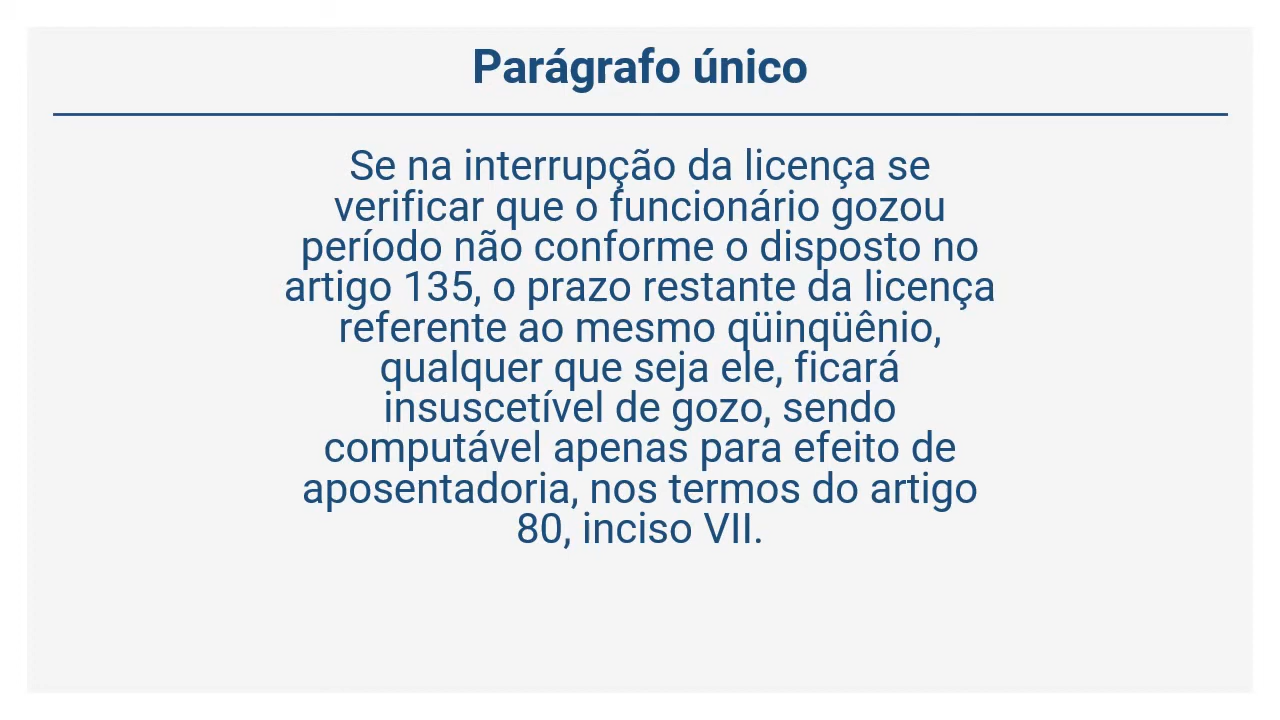 Parágrafo único
Se na interrupção da licença se
verificar que o funcionário gozou
período não conforme o disposto no
artigo 135, o prazo restante da licença
referente ao mesmo qüinqüênio,
qualquer que seja ele, ficará
insuscetível de gozo, sendo
computável apenas para efeito de
aposentadoria, nos termos do artigo
80, inciso VII.